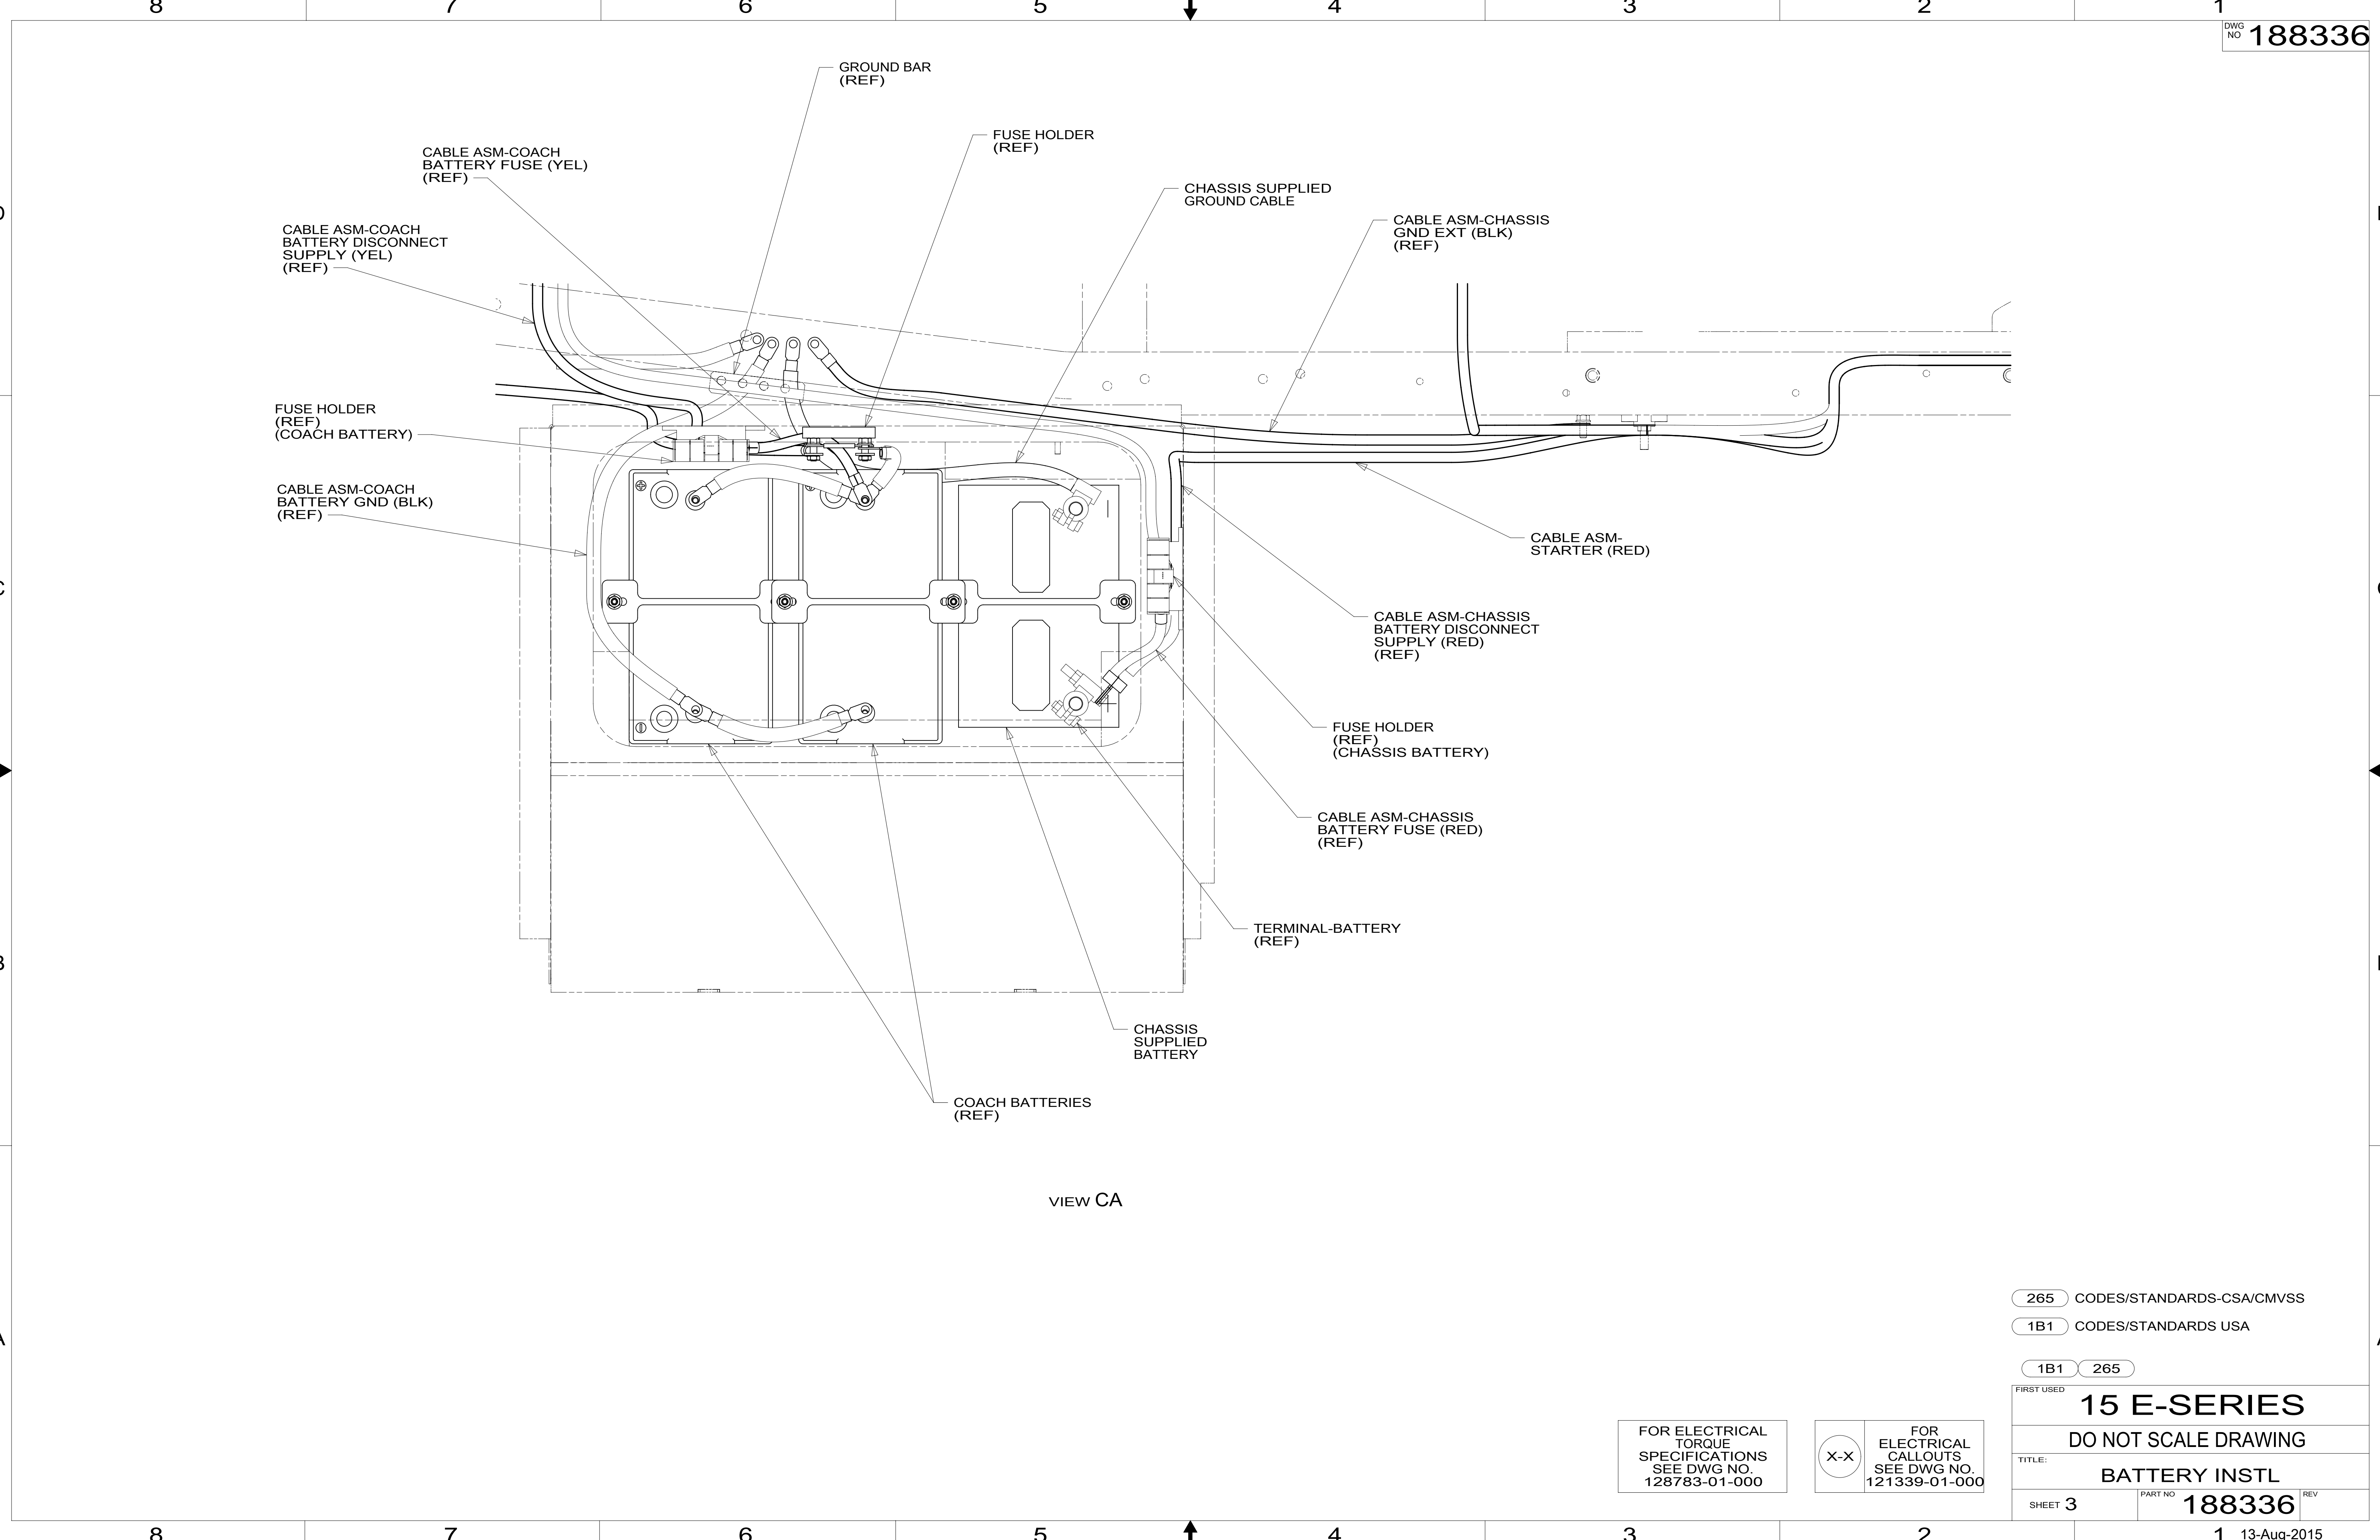 8 7 6 5 4 3 2 1
DWG
NO 188336
GROUND BAR
(REF)
FUSE HOLDER
(REF)
CABLE ASM-COACH
BATTERY FUSE (YEL)
(REF)
CHASSIS SUPPLIED
GROUND CABLE
CABLE ASM-CHASSIS
GND EXT (BLK)
(REF)
CABLE ASM-COACH
BATTERY DISCONNECT
SUPPLY (YEL)
(REF)
FUSE HOLDER
(REF)
(COACH BATTERY)
CABLE ASM-COACH
BATTERY GND (BLK)
(REF)
CABLE ASM-
STARTER (RED)
CABLE ASM-CHASSIS
BATTERY DISCONNECT
SUPPLY (RED)
(REF)
FUSE HOLDER
(REF)
(CHASSIS BATTERY)
CABLE ASM-CHASSIS
BATTERY FUSE (RED)
(REF)
TERMINAL-BATTERY
(REF)
CHASSIS
SUPPLIED
BATTERY
COACH BATTERIES
(REF)
VIEW CA
265 CODES/STANDARDS-CSA/CMVSS
1B1 CODES/STANDARDS USA
1B1 265
FIRST USED
15 E-SERIES
DO NOT SCALE DRAWING
TITLE:
BATTERY INSTL
SHEET 3 PART NO 188336 REV
FOR ELECTRICAL
TORQUE
SPECIFICATIONS
SEE DWG NO.
128783-01-000
X-X
FOR
ELECTRICAL
CALLOUTS
SEE DWG NO.
121339-01-000
8 7 6 5 4 3 2 1
13-Aug-2015